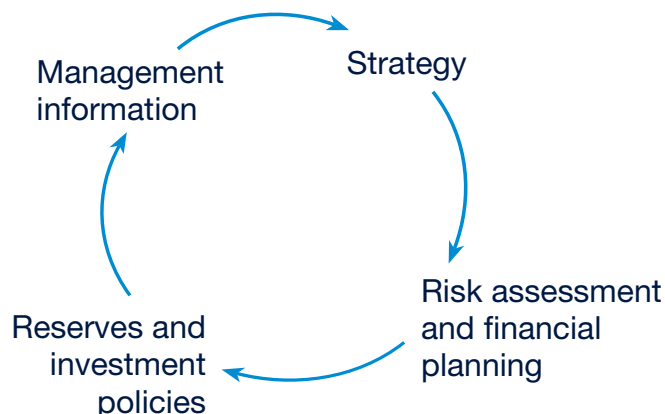 Management
information
Strategy
Risk assessment
and financial
planning
Reserves and
investment
policies